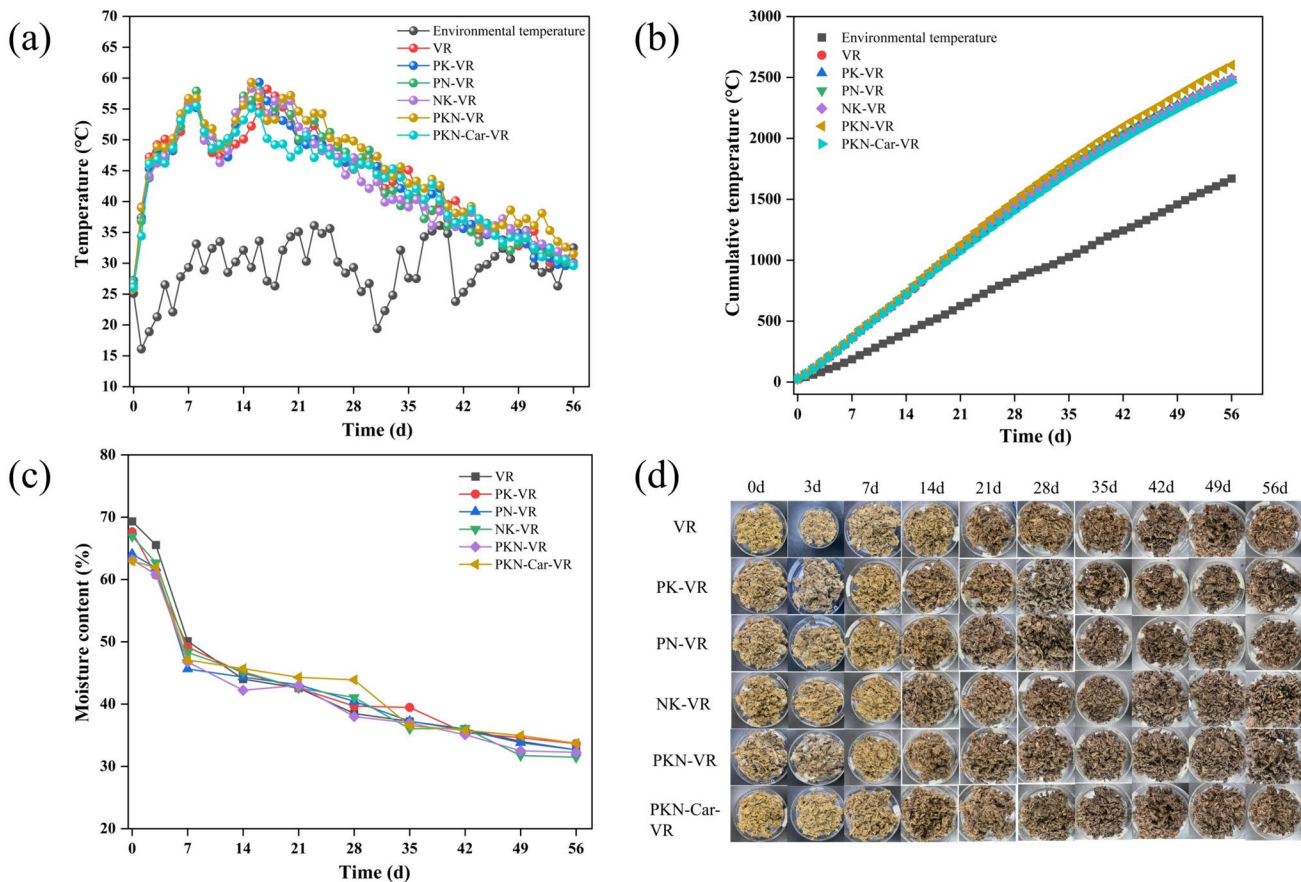 (a)
70
65
60
55
50
45
40
35
30
25
20
15
10
Temperature (℃)
0 7 14 21 28 35 42 49 56
Time (d)
Environmental temperature
VR
PK-VR
PN-VR
NK-VR
PKN-VR
PKN-Car-VR
(b)
3000
2500
2000
1500
1000
500
0
Cumulative temperature (℃)
0 7 14 21 28 35 42 49 56
Time (d)
Environmental temperature
VR
PK-VR
PN-VR
NK-VR
PKN-VR
PKN-Car-VR
(c)
80
70
60
50
40
30
20
Moisture content (%)
0 7 14 21 28 35 42 49 56
Time (d)
VR
PK-VR
PN-VR
NK-VR
PKN-VR
PKN-Car-VR
(d)
0d 3d 7d 14d 21d 28d 35d 42d 49d 56d
VR
PK-VR
PN-VR
NK-VR
PKN-VR
PKN-Car-
VR